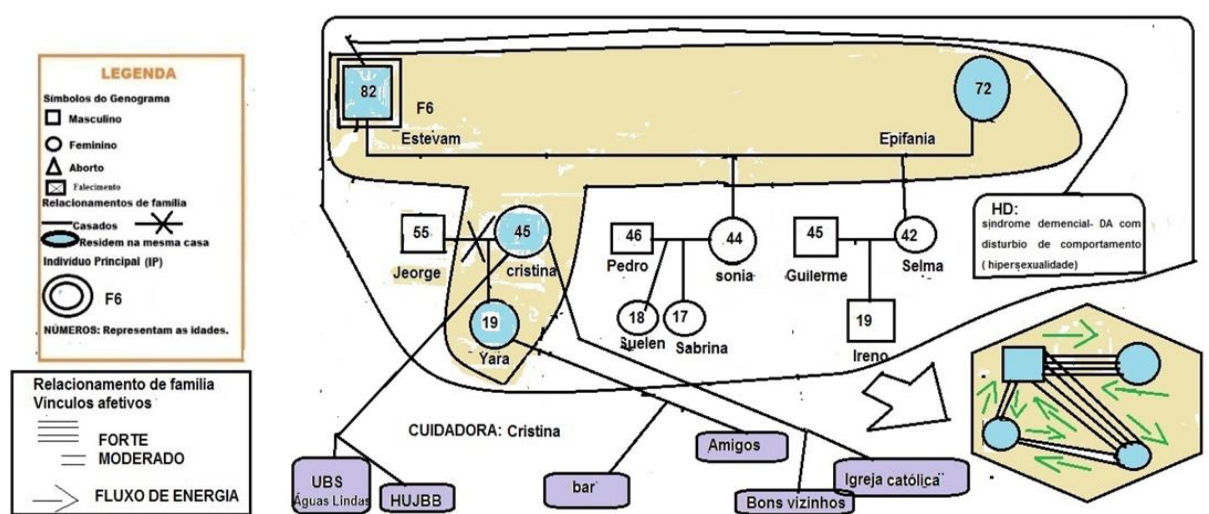 LEGENDA
Símbolos do Genograma
Masculino
Feminino
Aborto
Falecimento
Relacionamentos de família
Casados
Residem na mesma casa
Indivíduo Principal (IP)
F6
NÚMEROS: Representam as idades.
Relacionamento de família
Vinculos afetivos
FORTE
MODERADO
FLUXO DE ENERGIA
82
F6
Estevam
72
Epifania
55
Jeorge
45
cristina
46
Pedro
44
sonia
45
Guilerme
42
Selma
19
Yara
18
Suelen
17
Sabrina
19
Ireno
HD:
sindrome demencial- DA com
disturbio de comportamento
( hipersexualidade)
CUIDADORA: Cristina
UBS
Águas Lindas
HUJBB
bar
Amigos
Bons vizinhos
Igreja católica¨